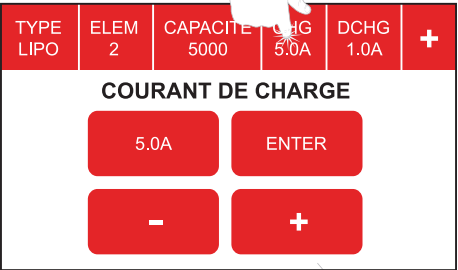 TYPE ELEM CAPACITE CHG DCHG +
LIPO 2 5000 5.0A 1.0A
COURANT DE CHARGE
5.0A ENTER
- +